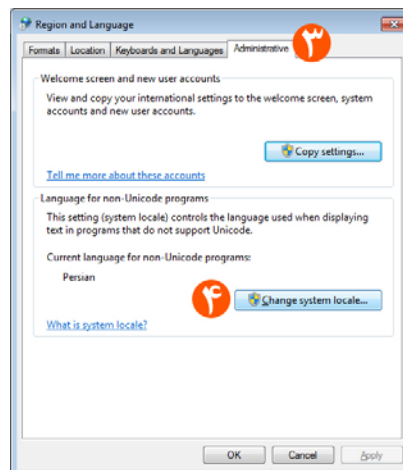 Region and Language
Formats Location Keyboards and Languages Administrative ۳
Welcome screen and new user accounts
View and copy your international settings to the welcome screen, system
accounts and new user accounts.
Copy settings...
Tell me more about these accounts
Language for non-Unicode programs
This setting (system locale) controls the language used when displaying
text in programs that do not support Unicode.
Current language for non-Unicode programs:
Persian
۴ Change system locale...
What is system locale?
OK Cancel Apply